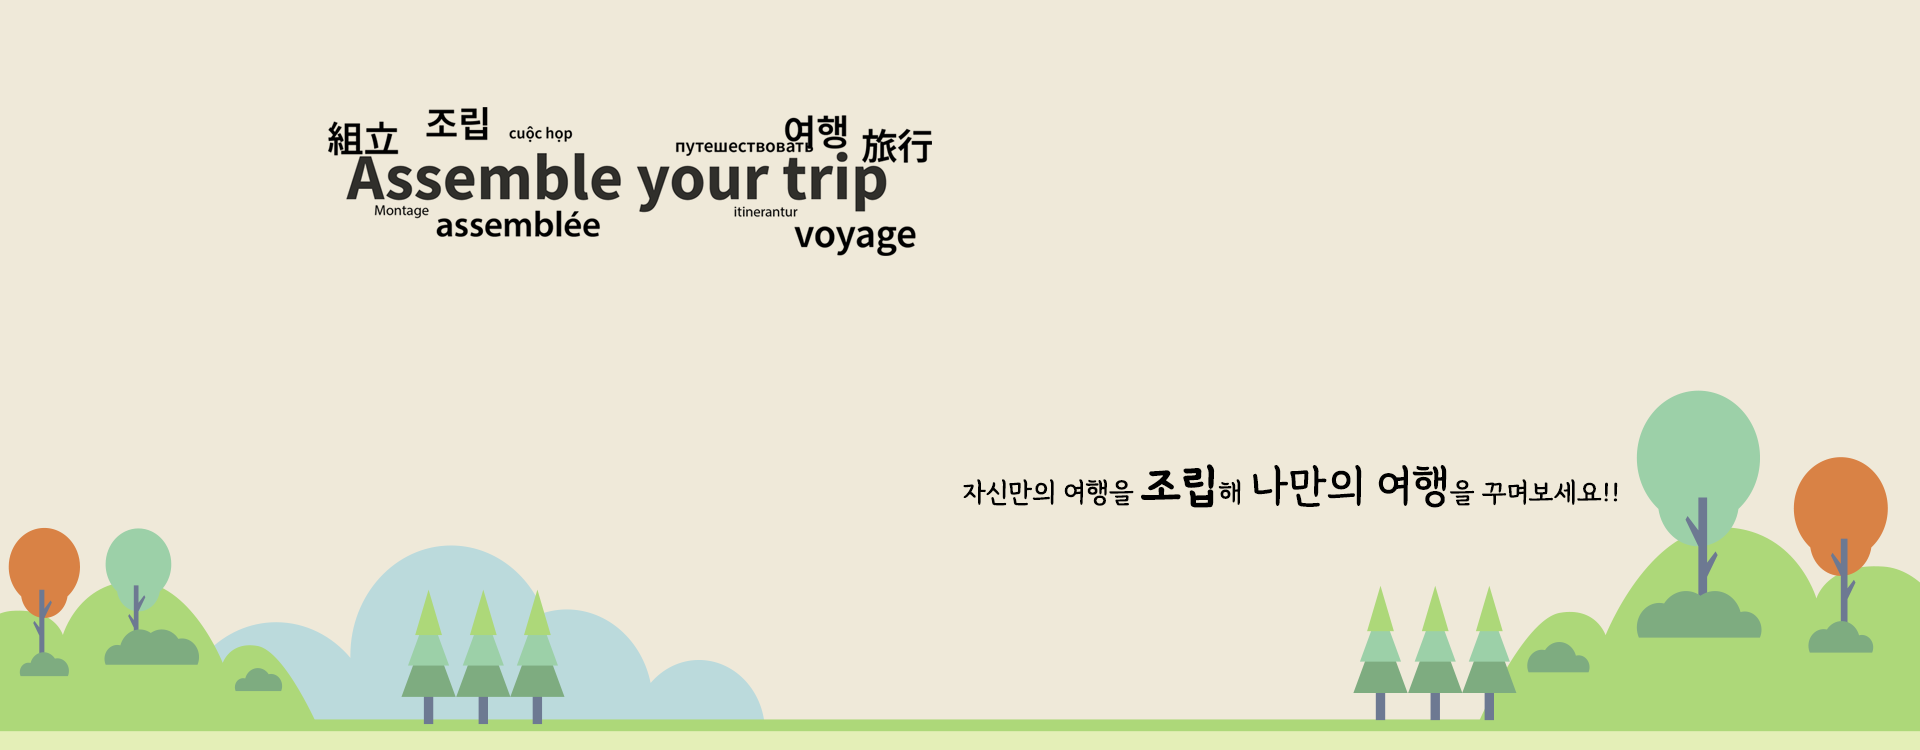 組立 조립 cuộc họp путешествовать 여행 旅行
Assemble your trip
Montage assemblée itinerantur voyage
자신만의 여행을 조립해 나만의 여행을 꾸며보세요!!